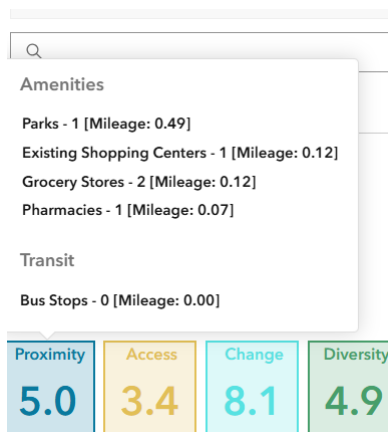 Amenities
Parks - 1 [Mileage: 0.49]
Existing Shopping Centers - 1 [Mileage: 0.12]
Grocery Stores - 2 [Mileage: 0.12]
Pharmacies - 1 [Mileage: 0.07]
Transit
Bus Stops - 0 [Mileage: 0.00]
Proximity Access Change Diversity
5.0 3.4 8.1 4.9